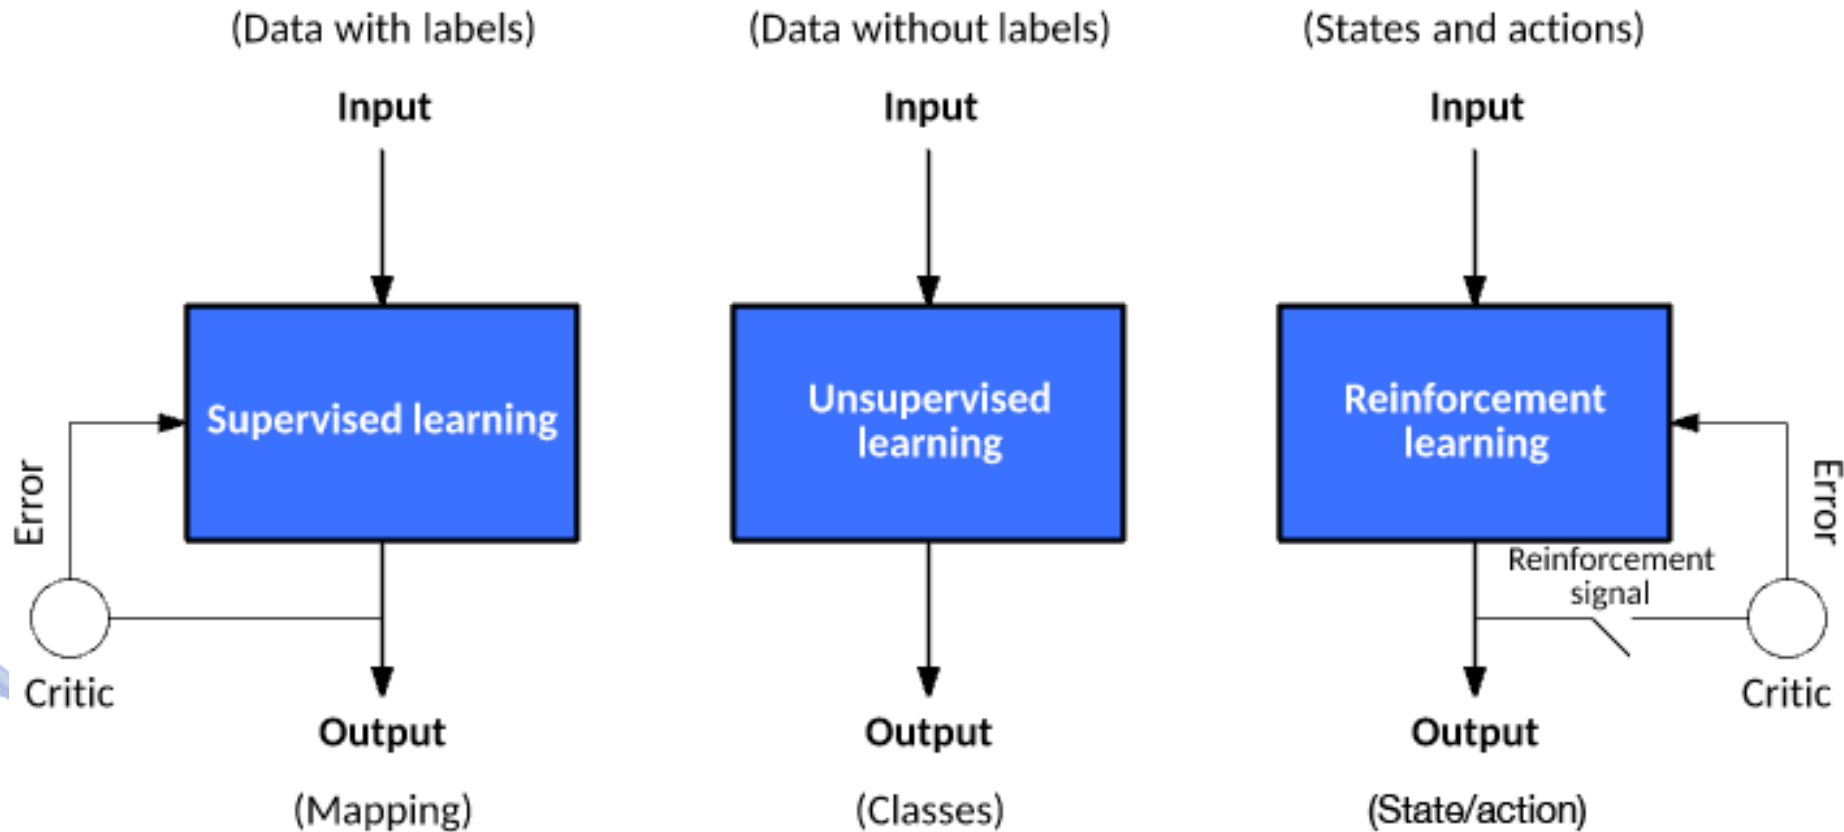 (Data with labels)
Input
Supervised learning
Error
Critic
Output
(Mapping)
(Data without labels)
Input
Unsupervised
learning
Output
(Classes)
(States and actions)
Input
Reinforcement
learning
Reinforcement
signal
Error
Critic
Output
(State/action)